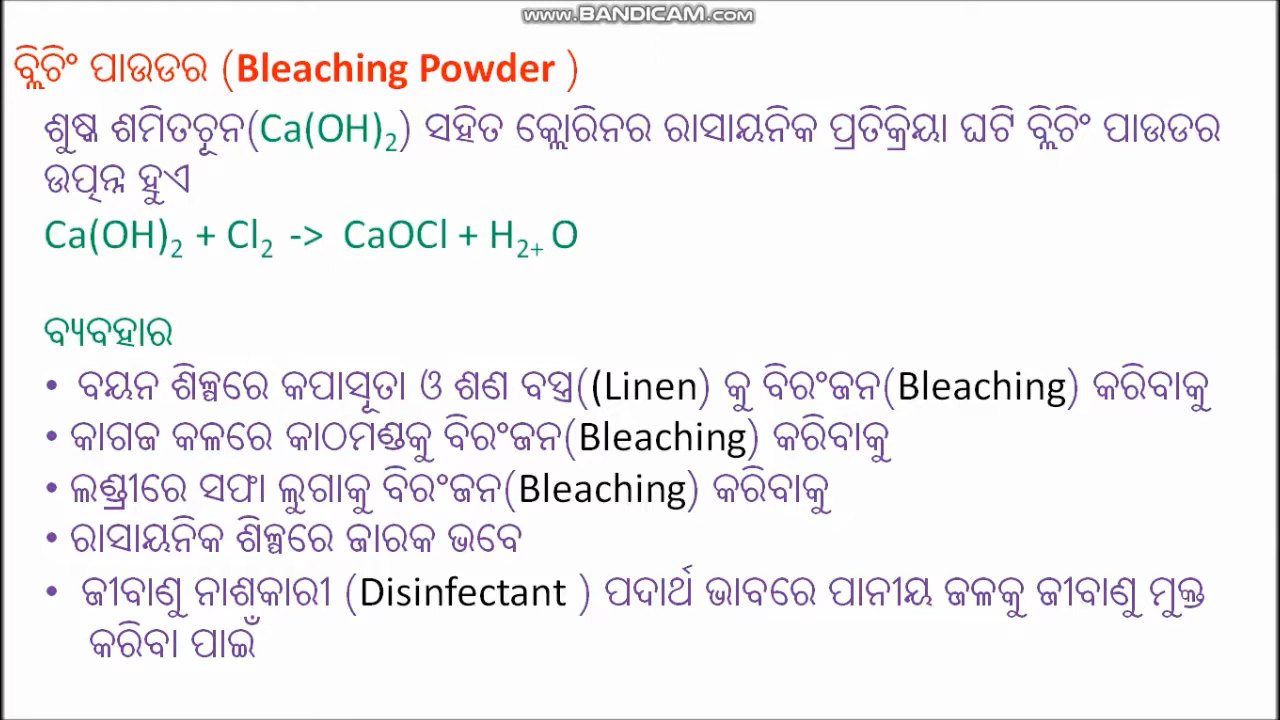 www.BANDICAM.com
ବ୍ଲିଚିଂ ପାଉଡର (Bleaching Powder )
ଶୁଷ୍କ ଶମିତଚୂନ(Ca(OH)₂) ସହିତ କ୍ଲୋରିନର ରାସାୟନିକ ପ୍ରତିକ୍ରିୟା ଘଟି ବ୍ଲିଚିଂ ପାଉଡର
ଉତ୍ପନ୍ନ ହୁଏ
Ca(OH)₂ + Cl₂ -> CaOCl + H₂₊ O
ବ୍ୟବହାର
• ବୟନ ଶିଳ୍ପରେ କପାସୂତା ଓ ଶଣ ବସ୍ତ୍ର((Linen) କୁ ବିରଂଜନ(Bleaching) କରିବାକୁ
• କାଗଜ କଳରେ କାଠମଣ୍ଡକୁ ବିରଂଜନ(Bleaching) କରିବାକୁ
• ଲଣ୍ଡ୍ରୀରେ ସଫା ଲୁଗାକୁ ବିରଂଜନ(Bleaching) କରିବାକୁ
• ରାସାୟନିକ ଶିଳ୍ପରେ ଜାରକ ଭବେ
• ଜୀବାଣୁ ନାଶକାରୀ (Disinfectant ) ପଦାର୍ଥ ଭାବରେ ପାନୀୟ ଜଳକୁ ଜୀବାଣୁ ମୁକ୍ତ
କରିବା ପାଇଁ